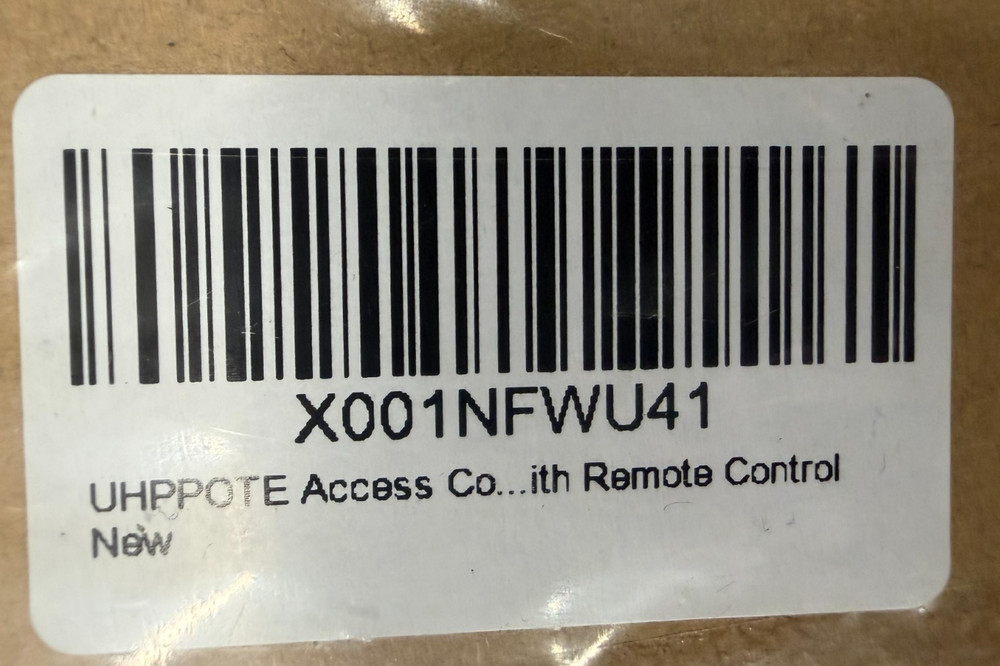 X001NFWU41
UHPPOTE Access Co...ith Remote Control
New